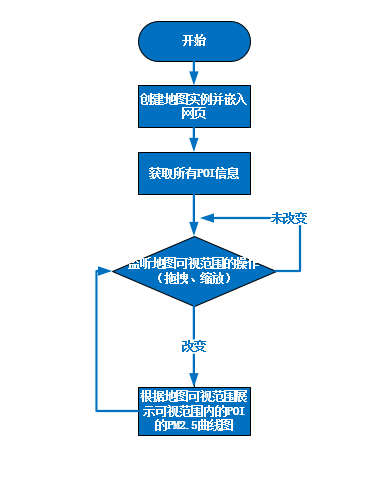 开始
创建地图实例并嵌入
网页
获取所有POI信息
未改变
监听地图可视范围的操作
（拖拽、缩放）
改变
根据地图可视范围展
示可视范围内的POI
的PM2.5曲线图